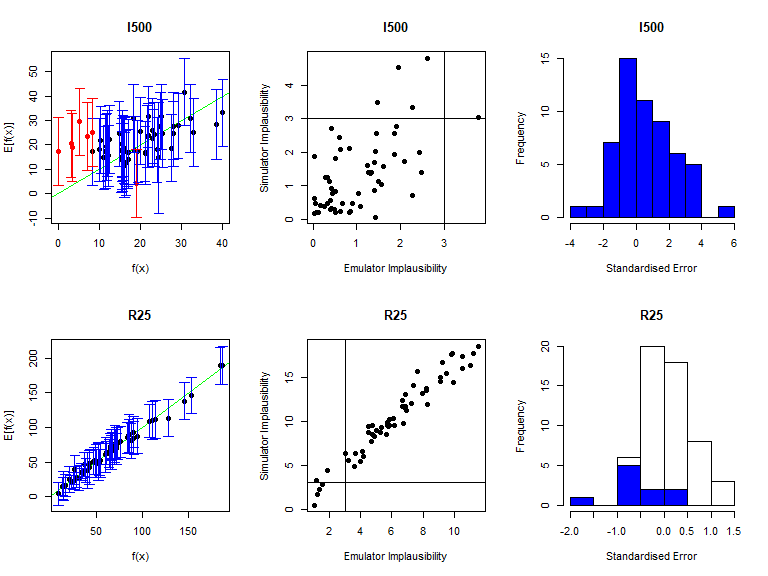 I500 I500 I500
E[f(x)]
-10 0 10 20 30 40 50
0 10 20 30 40
f(x)
Simulator Implausibility
0 1 2 3 4
0 1 2 3
Emulator Implausibility
Frequency
0 5 10 15
-4 -2 0 2 4 6
Standardised Error
R25 R25 R25
E[f(x)]
0 50 100 150 200
50 100 150
f(x)
Simulator Implausibility
0 5 10 15
2 4 6 8 10
Emulator Implausibility
Frequency
0 5 10 15 20
-2.0 -1.0 0.0 0.5 1.0 1.5
Standardised Error